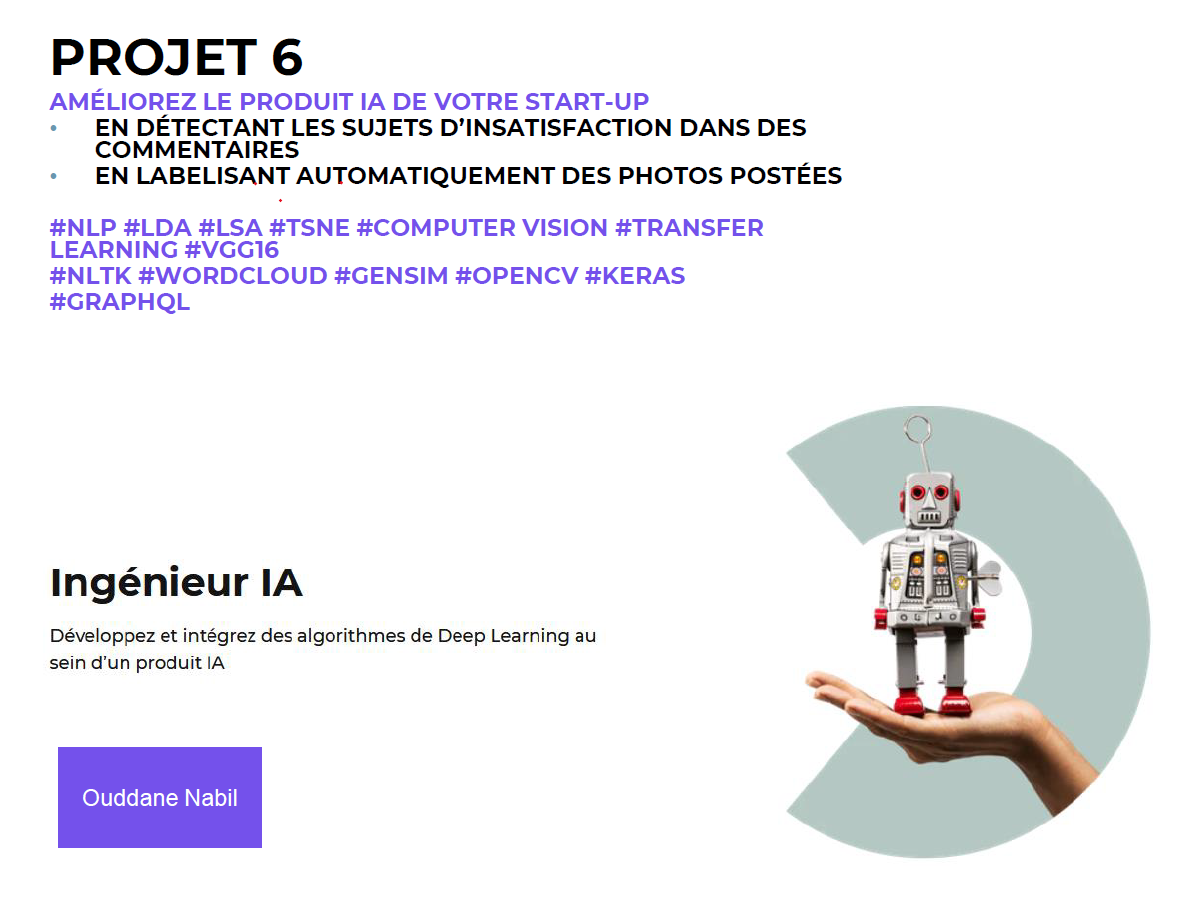 PROJET 6
AMÉLIOREZ LE PRODUIT IA DE VOTRE START-UP
• EN DÉTECTANT LES SUJETS D’INSATISFACTION DANS DES
COMMENTAIRES
• EN LABELISANT AUTOMATIQUEMENT DES PHOTOS POSTÉES
#NLP #LDA #LSA #TSNE #COMPUTER VISION #TRANSFER
LEARNING #VGG16
#NLTK #WORDCLOUD #GENSIM #OPENCV #KERAS
#GRAPHQL
Ingénieur IA
Développez et intégrez des algorithmes de Deep Learning au
sein d’un produit IA
Ouddane Nabil